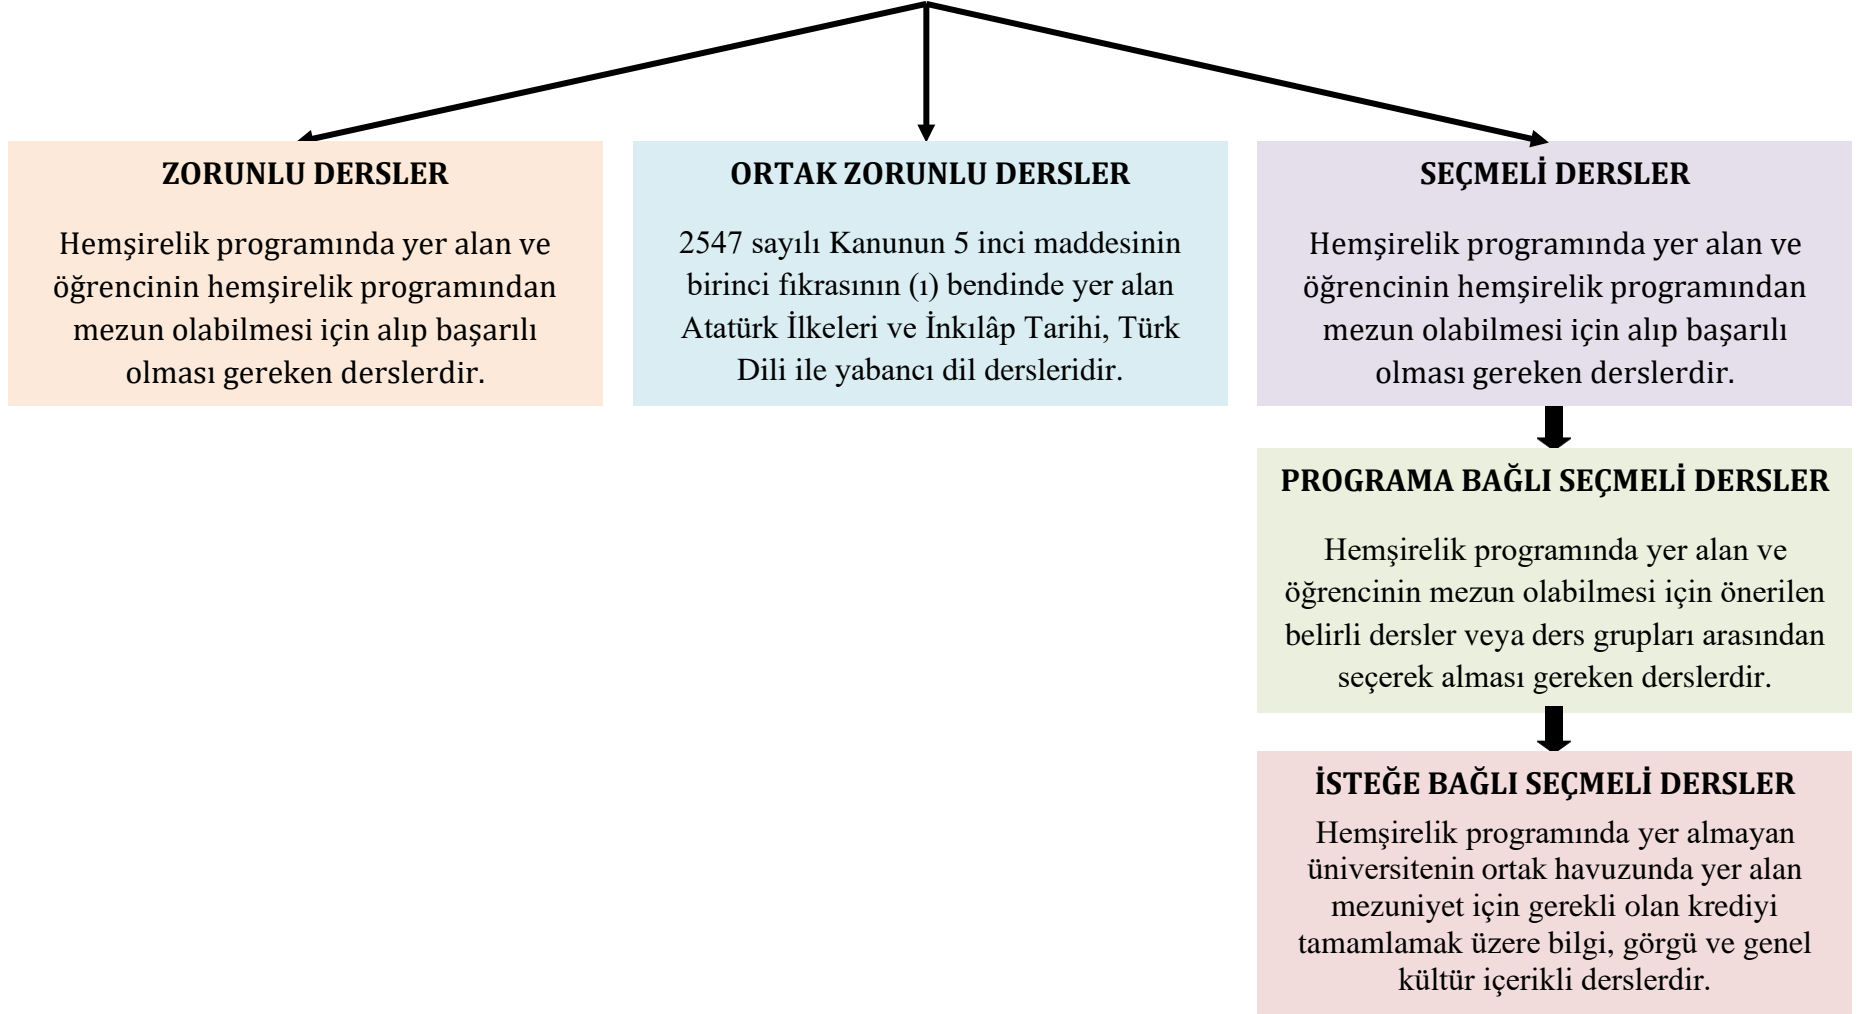 ZORUNLU DERSLER
Hemşirelik programında yer alan ve
öğrencinin hemşirelik programından
mezun olabilmesi için alıp başarılı
olması gereken derslerdir.
ORTAK ZORUNLU DERSLER
2547 sayılı Kanunun 5 inci maddesinin
birinci fıkrasının (ı) bendinde yer alan
Atatürk İlkeleri ve İnkılâp Tarihi, Türk
Dili ile yabancı dil dersleridir.
SEÇMELİ DERSLER
Hemşirelik programında yer alan ve
öğrencinin hemşirelik programından
mezun olabilmesi için alıp başarılı
olması gereken derslerdir.
PROGRAMA BAĞLI SEÇMELİ DERSLER
Hemşirelik programında yer alan ve
öğrencinin mezun olabilmesi için önerilen
belirli dersler veya ders grupları arasından
seçerek alması gereken derslerdir.
İSTEĞE BAĞLI SEÇMELİ DERSLER
Hemşirelik programında yer almayan
üniversitenin ortak havuzunda yer alan
mezuniyet için gerekli olan krediyi
tamamlamak üzere bilgi, görgü ve genel
kültür içerikli derslerdir.